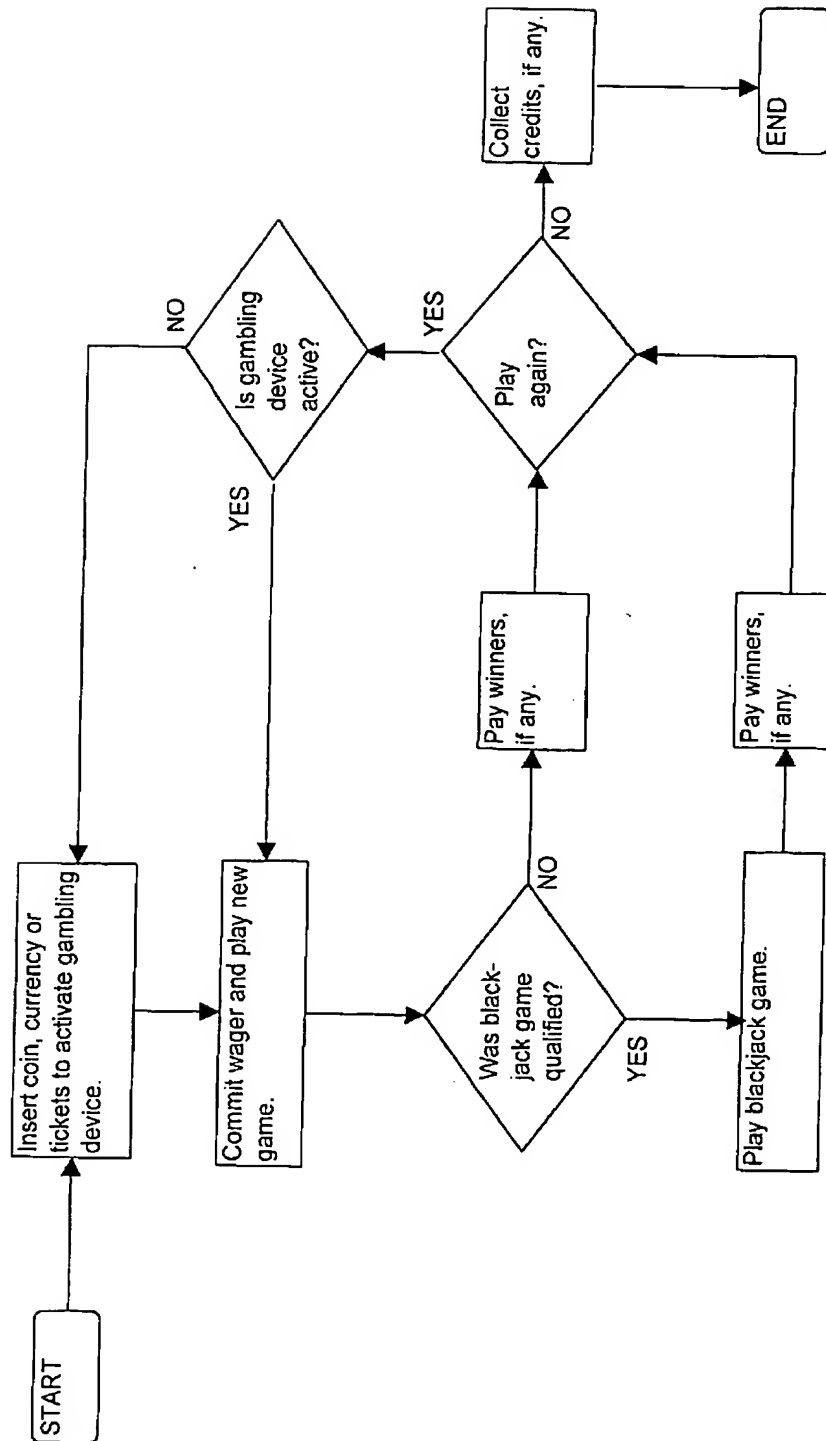 START
Insert coin, currency or
tickets to activate gambling
device.
Commit wager and play new
game.
Was black-
jack game
qualified?
NO
YES
Play blackjack game.
Pay winners,
if any.
Pay winners,
if any.
Play
again?
YES
NO
Is gambling
device
active?
NO
YES
Collect
credits, if any.
END